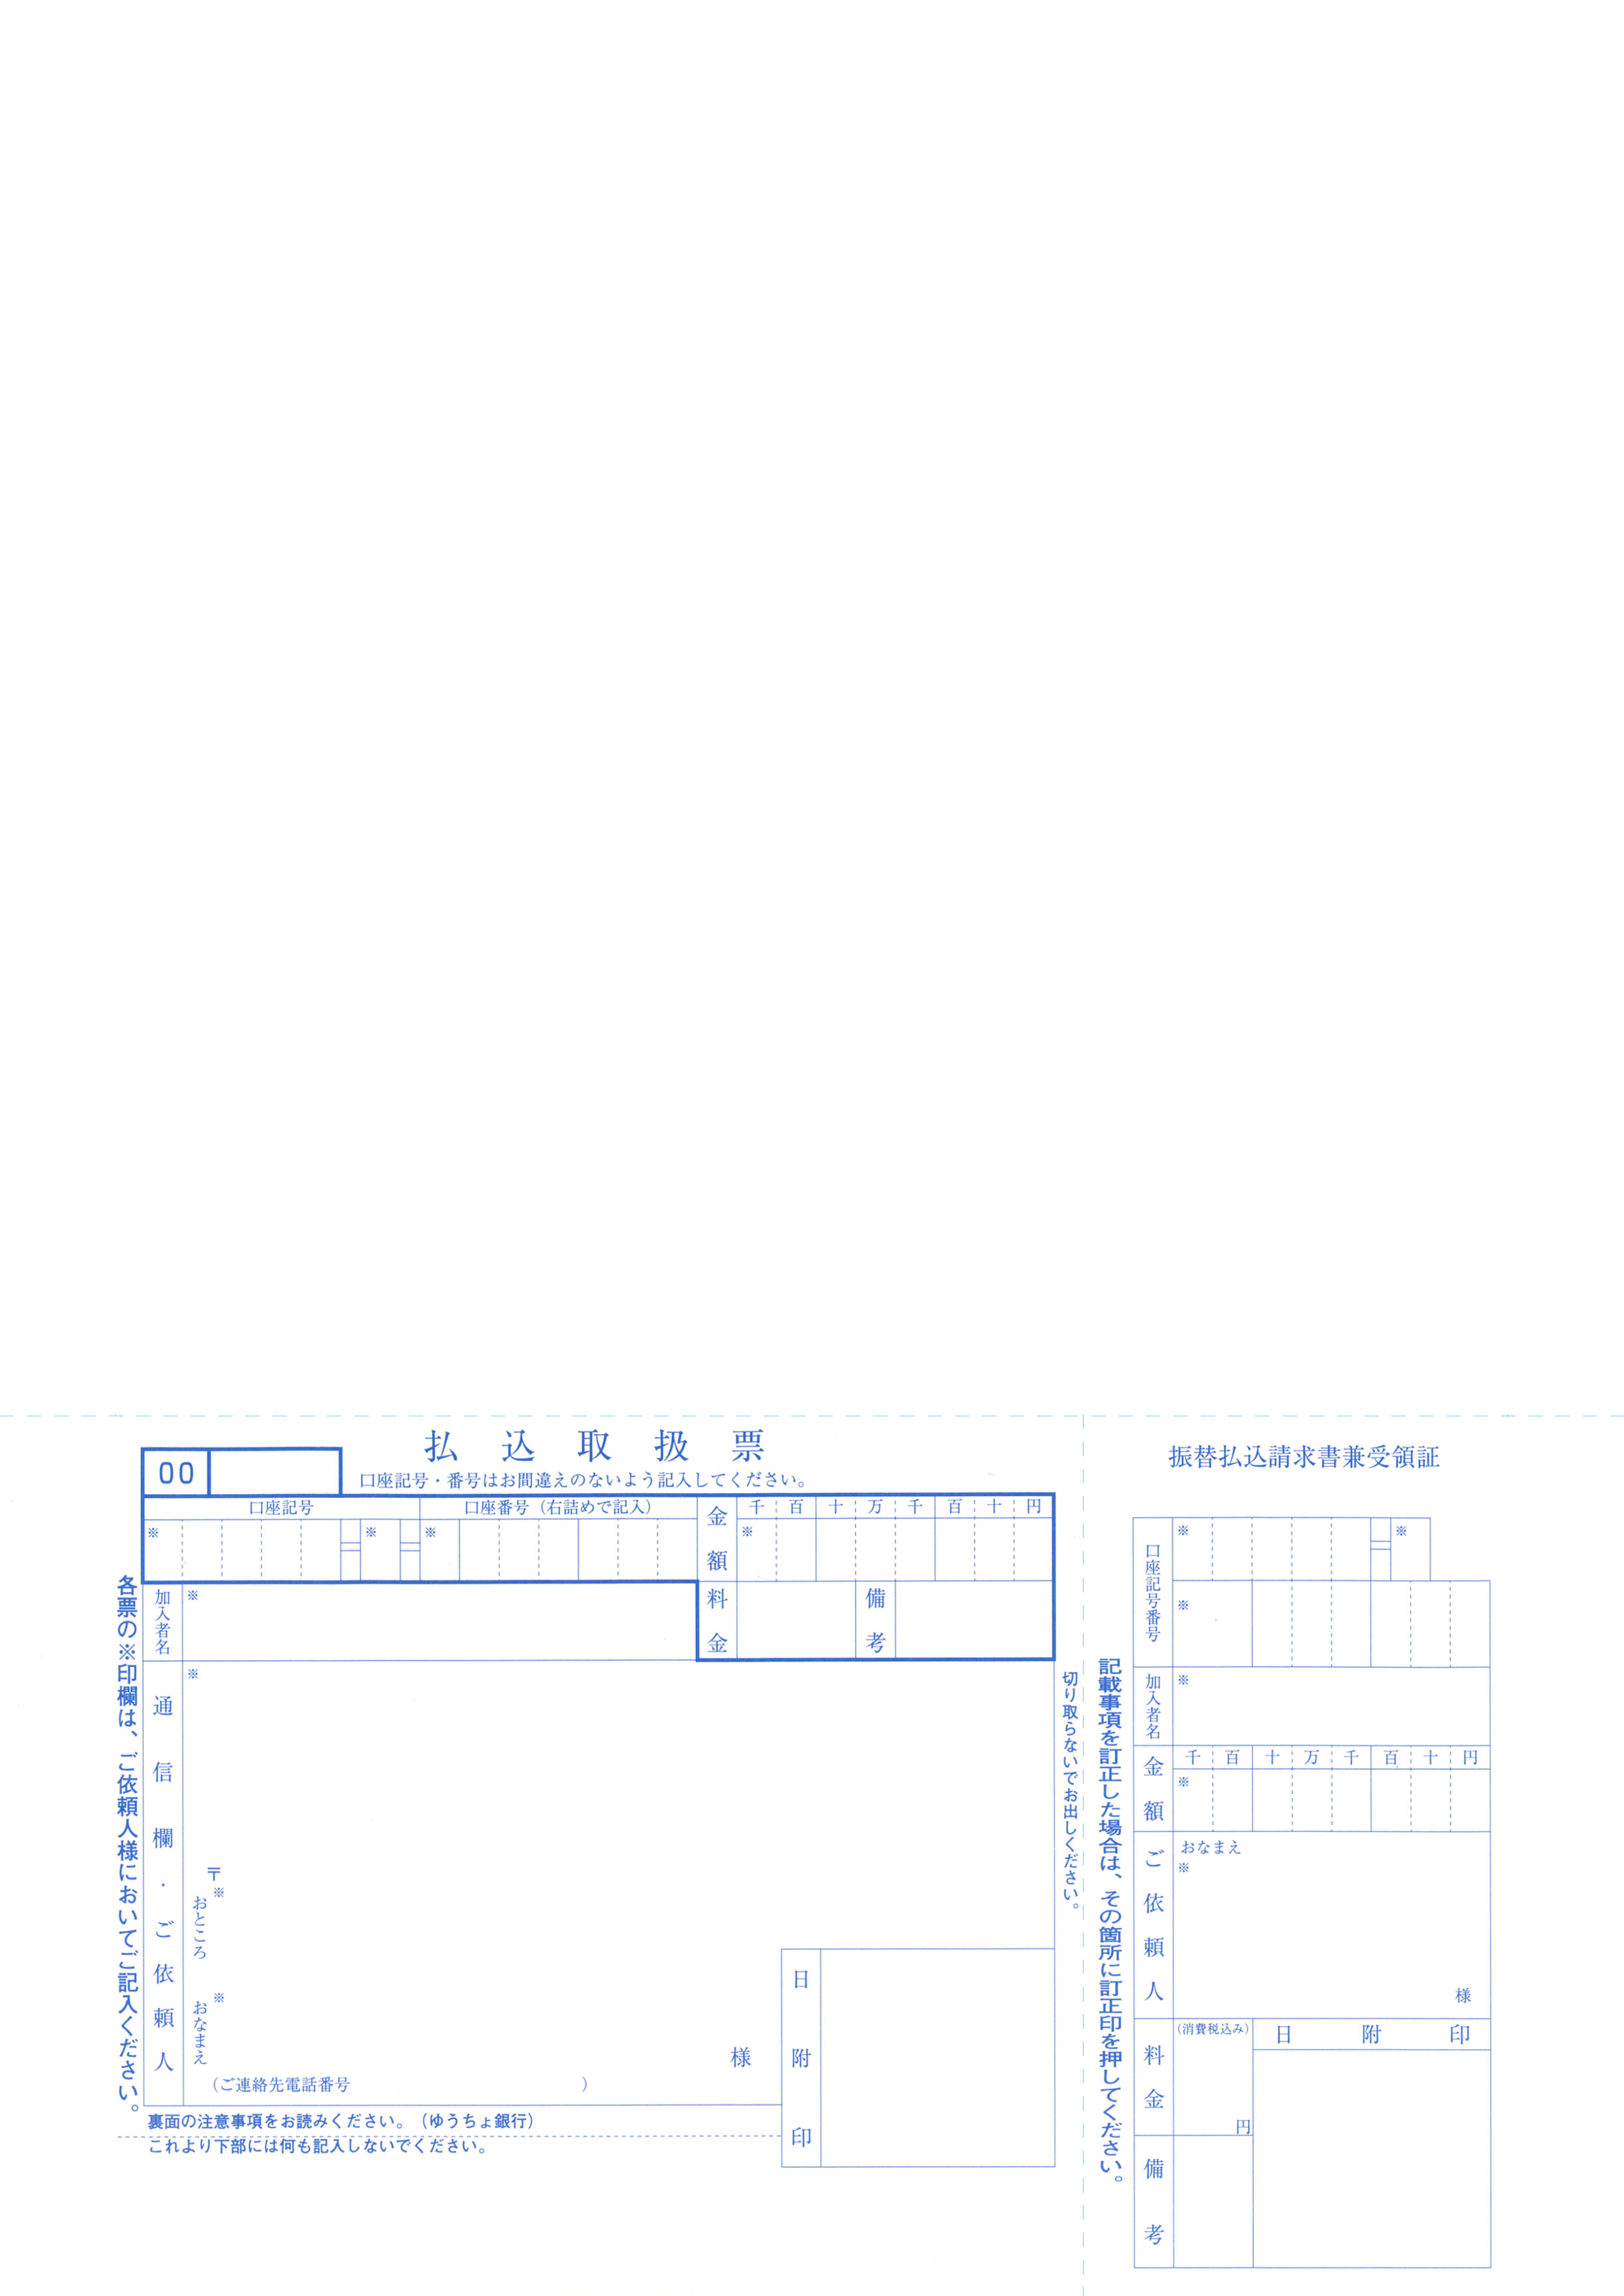 払込取扱票
00
口座記号・番号はお間違えのないよう記入してください。
口座記号
口座番号（右詰めで記入）
金額
千百十万千百十円
※
※
※
※
加入者名
※
料金
備考
通信欄・ご依頼人
※
〒
※
おところ
※
おなまえ
様
（ご連絡先電話番号　　　）
日附印
裏面の注意事項をお読みください。（ゆうちょ銀行）
これより下部には何も記入しないでください。
各票の※印欄は、ご依頼人様においてご記入ください。
切り取らないでお出しください。
記載事項を訂正した場合は、その箇所に訂正印を押してください。
振替払込請求書兼受領証
口座記号番号
※
※
※
加入者名
※
金額
千百十万千百十円
※
ご依頼人
おなまえ
※
様
料金
（消費税込み）
円
日附印
備考